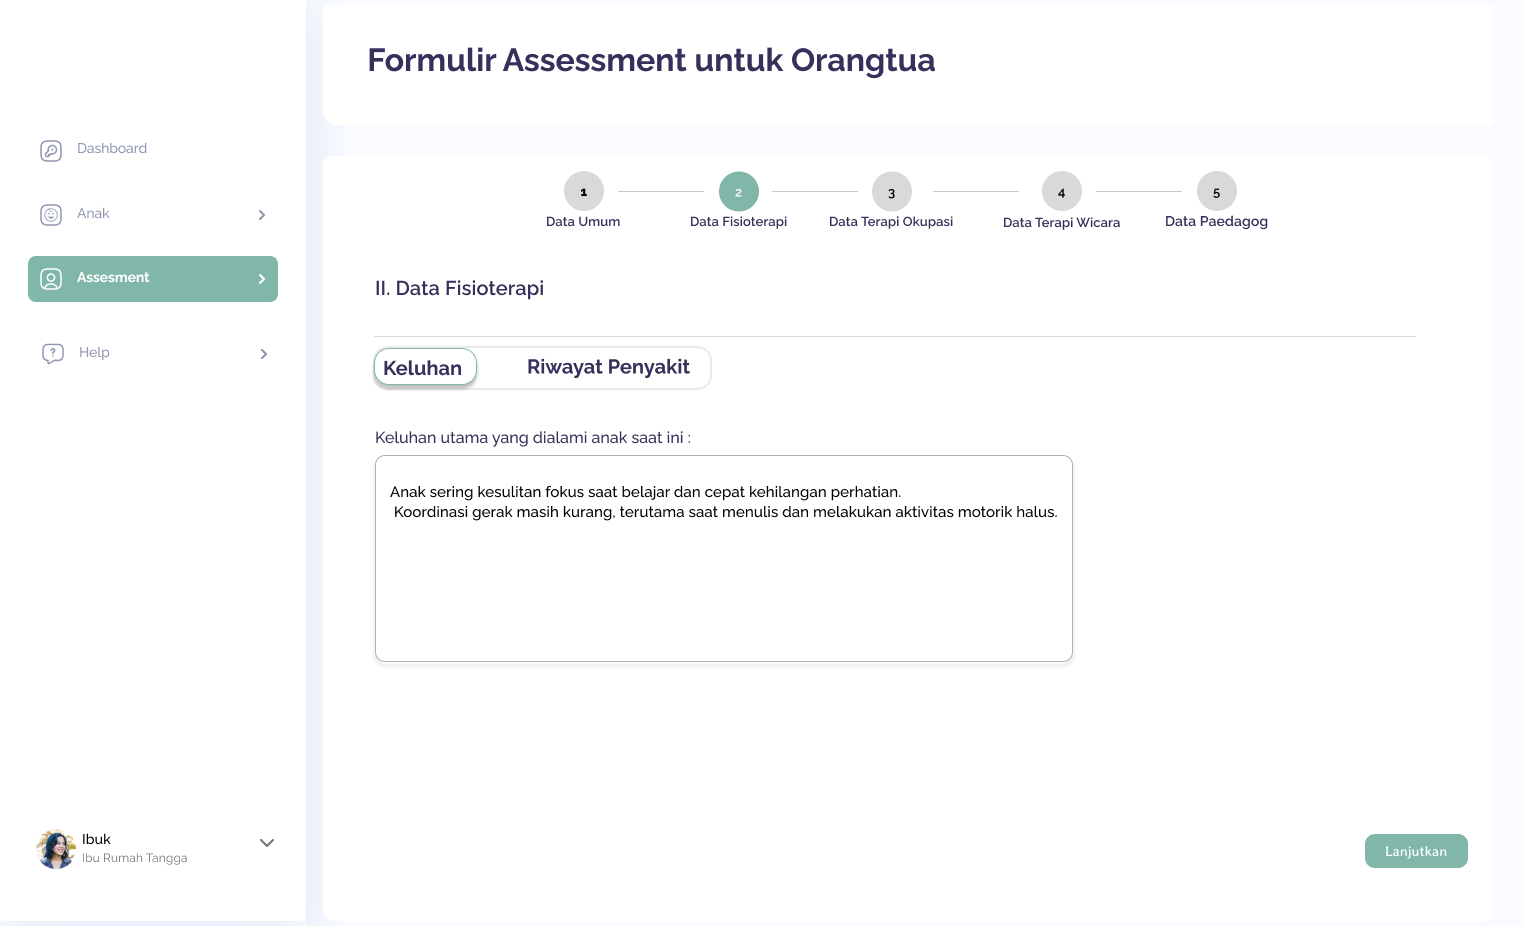 Formulir Assessment untuk Orangtua
Dashboard
Anak
Assesment
Help
1
2
3
4
5
Data Umum
Data Fisioterapi
Data Terapi Okupasi
Data Terapi Wicara
Data Paedagog
II. Data Fisioterapi
Keluhan
Riwayat Penyakit
Keluhan utama yang dialami anak saat ini :
Anak sering kesulitan fokus saat belajar dan cepat kehilangan perhatian.
Koordinasi gerak masih kurang, terutama saat menulis dan melakukan aktivitas motorik halus.
Ibuk
Ibu Rumah Tangga
Lanjutkan